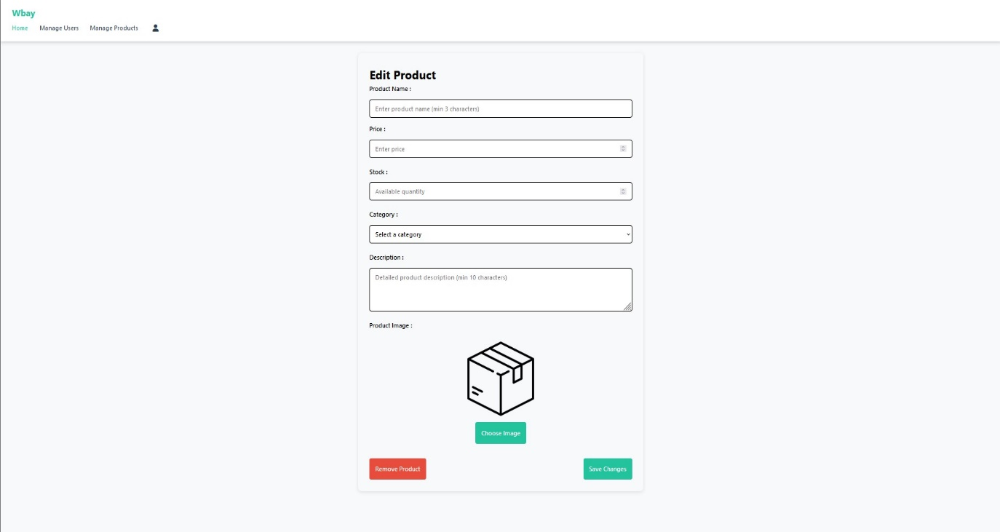 Wbay
Home Manage Users Manage Products
Edit Product
Product Name :
Enter product name (min 3 characters)
Price :
Enter price
Stock :
Available quantity
Category :
Select a category
Description :
Detailed product description (min 10 characters)
Product Image :
Choose Image
Remove Product Save Changes